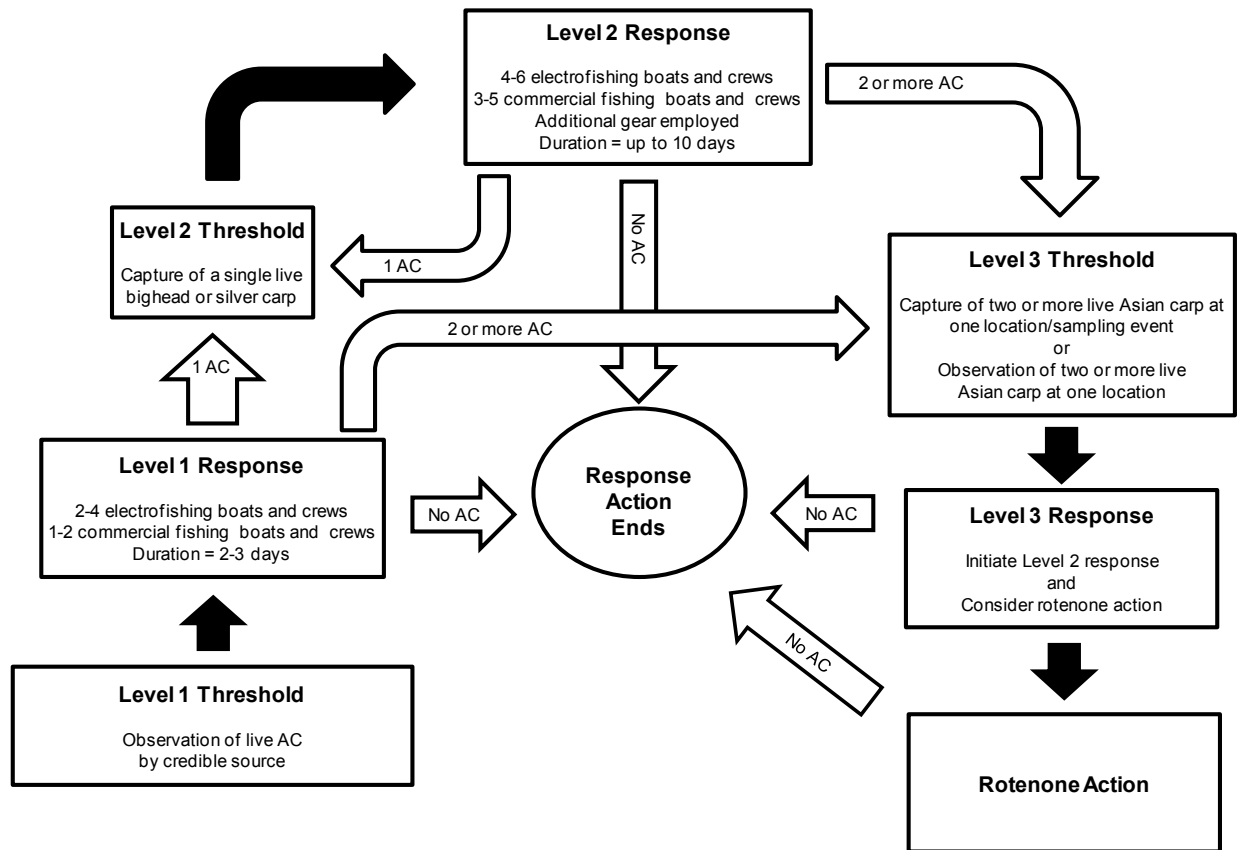 Level 2 Response
4-6 electrofishing boats and crews
3-5 commercial fishing boats and crews
Additional gear employed
Duration = up to 10 days
2 or more AC
Level 2 Threshold
Capture of a single live
bighead or silver carp
1 AC
No AC
Level 3 Threshold
Capture of two or more live Asian carp at
one location/sampling event
or
Observation of two or more live
Asian carp at one location
2 or more AC
1 AC
Level 1 Response
2-4 electrofishing boats and crews
1-2 commercial fishing boats and crews
Duration = 2-3 days
No AC
Response
Action
Ends
No AC
Level 3 Response
Initiate Level 2 response
and
Consider rotenone action
No AC
Level 1 Threshold
Observation of live AC
by credible source
Rotenone Action